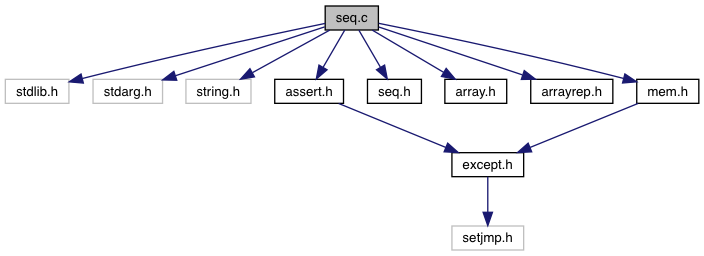 seq.c
stdlib.h
stdarg.h
string.h
assert.h
seq.h
array.h
arrayrep.h
mem.h
except.h
setjmp.h